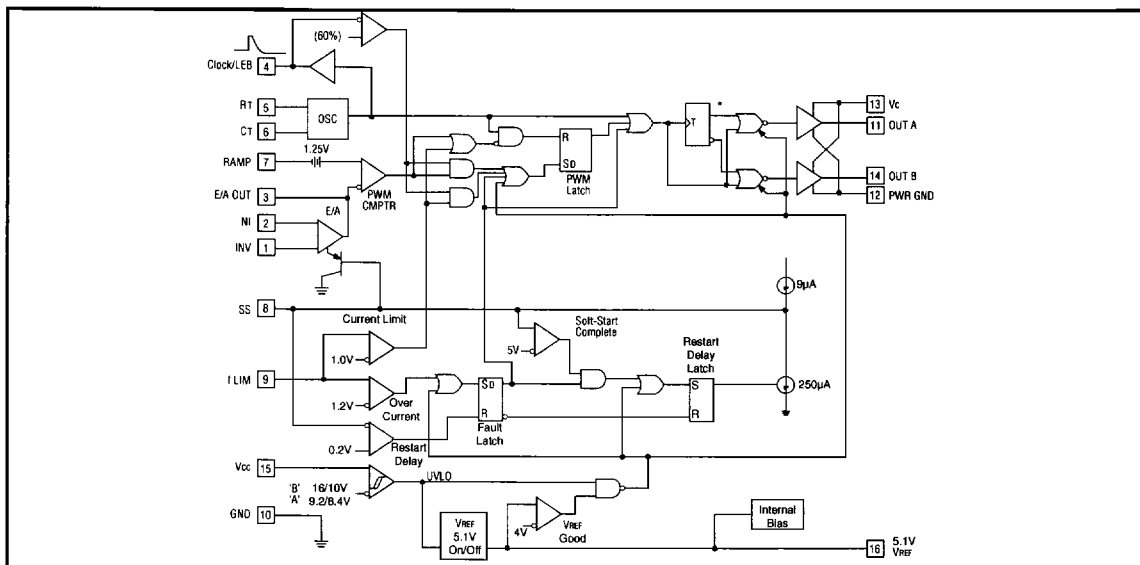 (60%)
Clock/LEB 4
RT 5
OSC
CT 6
1.25V
RAMP 7
PWM
CMPTR
E/A OUT 3
E/A
NI 2
INV 1
R
SD
PWM
Latch
T
*
13 Vc
11 OUT A
14 OUT B
12 PWR GND
9µA
SS 8
Current Limit
1.0V
Soft-Start
Complete
5V
Restart
Delay
Latch
I LIM 9
1.2V
Over
Current
SD
R
Fault
Latch
S
R
250µA
0.2V
Restart
Delay
Vcc 15
UVLO
'B' 16/10V
'A' 9.2/8.4V
GND 10
VREF
5.1V
On/Off
4V
VREF
Good
Internal
Bias
16 5.1V
VREF